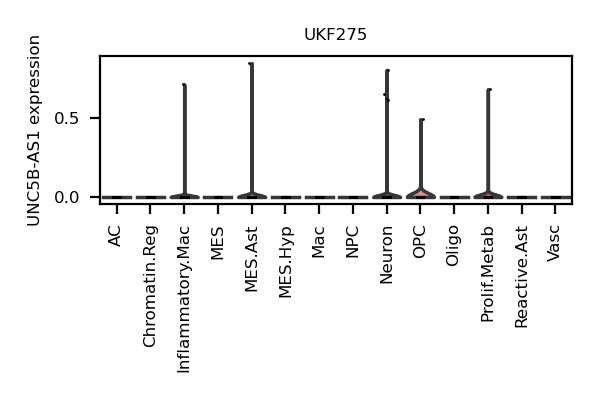 UKF275
UNC5B-AS1 expression
0.5
0.0
AC
Chromatin.Reg
Inflammatory.Mac
MES
MES.Ast
MES.Hyp
Mac
NPC
Neuron
OPC
Oligo
Prolif.Metab
Reactive.Ast
Vasc